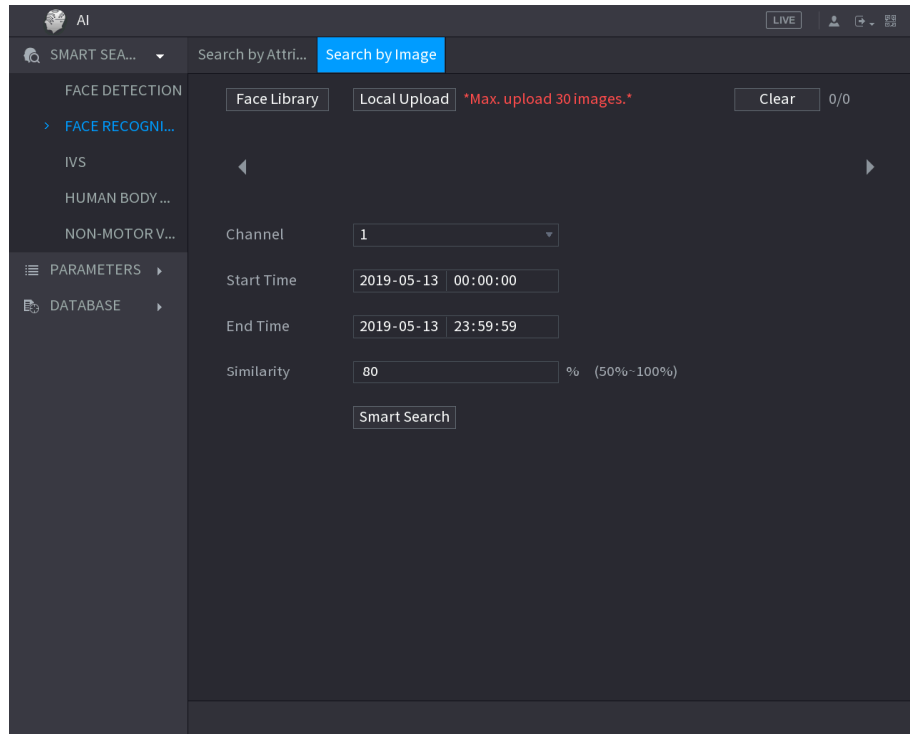 AI LIVE
SMART SEA... Search by Attri... Search by Image
FACE DETECTION
Face Library Local Upload *Max. upload 30 images.* Clear 0/0
FACE RECOGNI...
IVS
HUMAN BODY ...
NON-MOTOR V...
Channel 1
PARAMETERS
Start Time 2019-05-13 00:00:00
DATABASE
End Time 2019-05-13 23:59:59
Similarity 80 % (50%~100%)
Smart Search